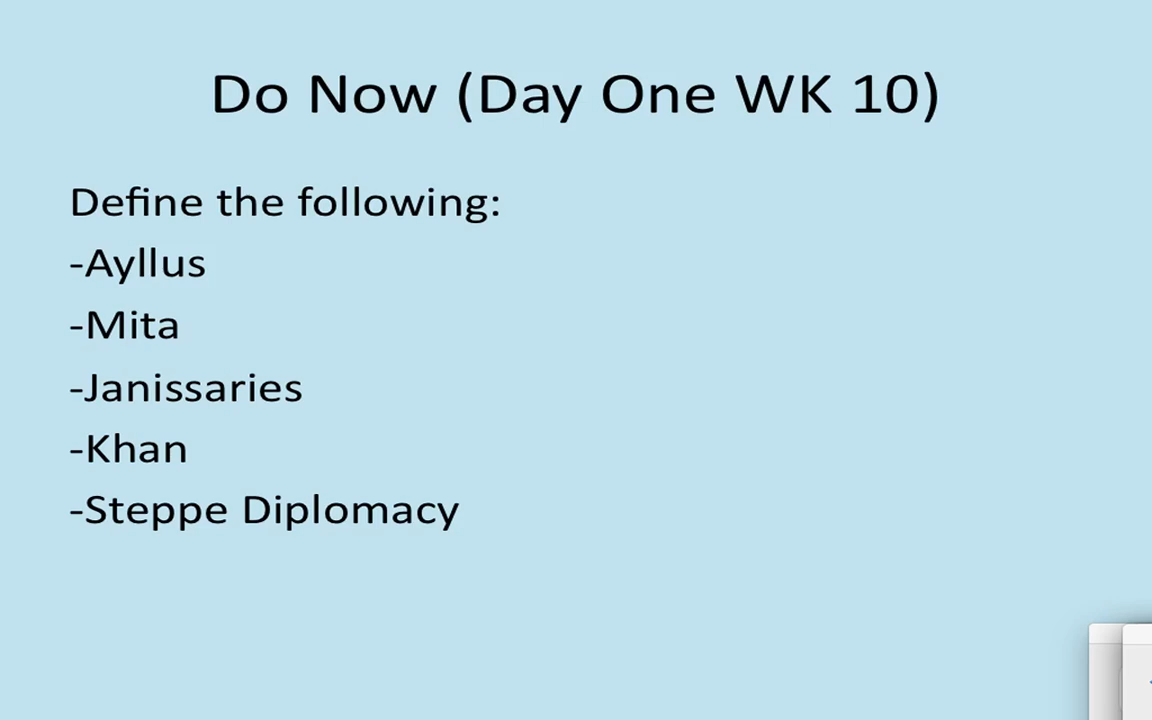 Do Now (Day One WK 10)
Define the following:
-Ayllus
-Mita
-Janissaries
-Khan
-Steppe Diplomacy